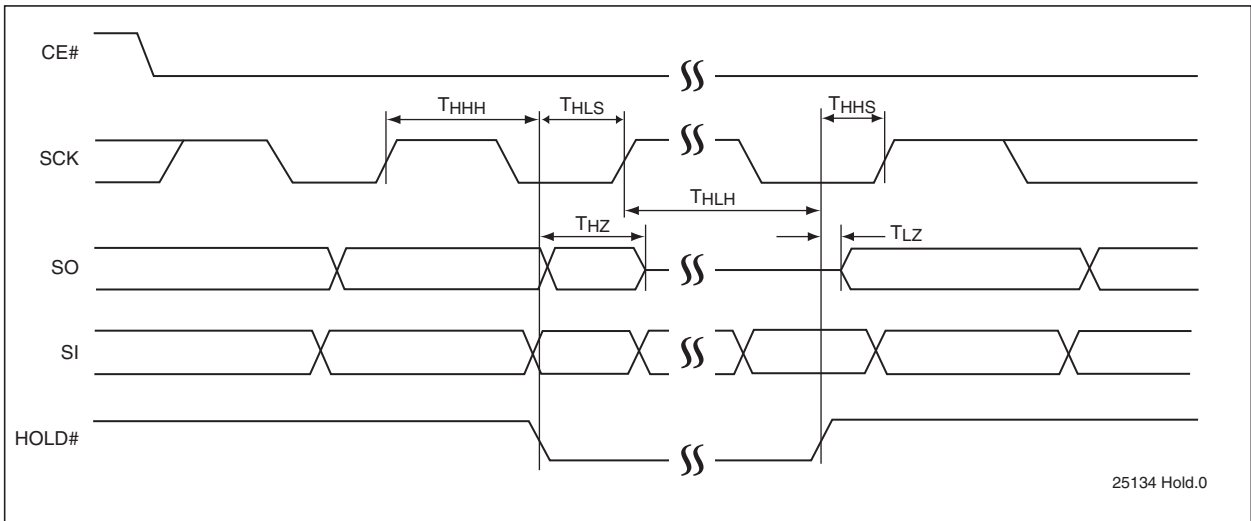 CE#
THHH
THLS
THHS
SCK
THLH
THZ
TLZ
SO
SI
HOLD#
25134 Hold.0